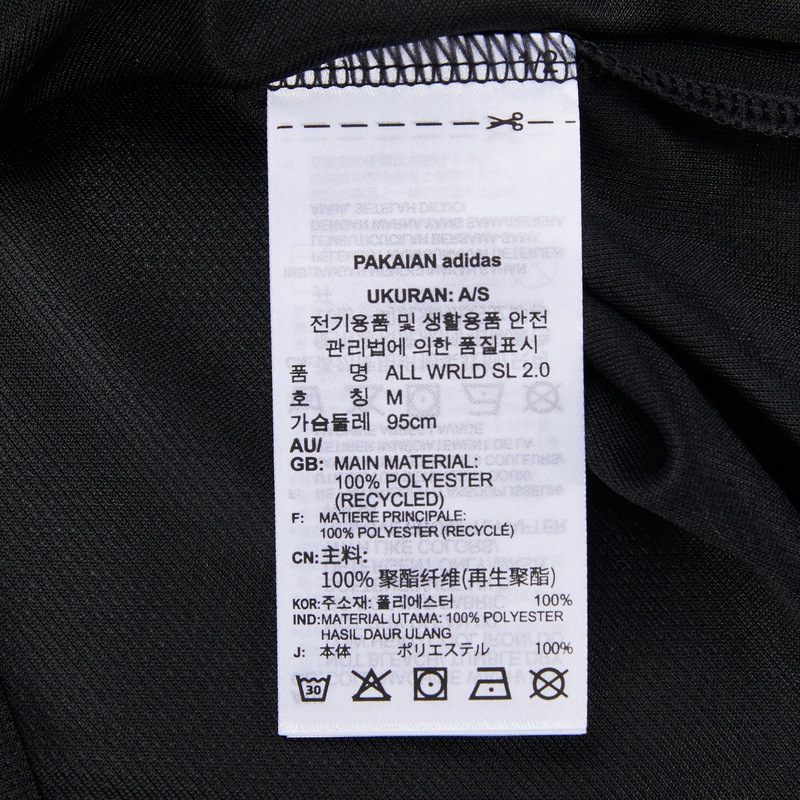 1/2
PAKAIAN adidas
UKURAN: A/S
전기용품 및 생활용품 안전
관리법에 의한 품질표시
품 명 ALL WRLD SL 2.0
호 칭 M
가슴둘레 95cm
AU/
GB: MAIN MATERIAL:
100% POLYESTER
(RECYCLED)
F: MATIERE PRINCIPALE:
100% POLYESTER (RECYCLÉ)
CN:主料:
100% 聚酯纤维(再生聚酯)
KOR:주소재: 폴리에스터 100%
IND:MATERIAL UTAMA: 100% POLYESTER
HASIL DAUR ULANG
J: 本体 ポリエステル 100%
30